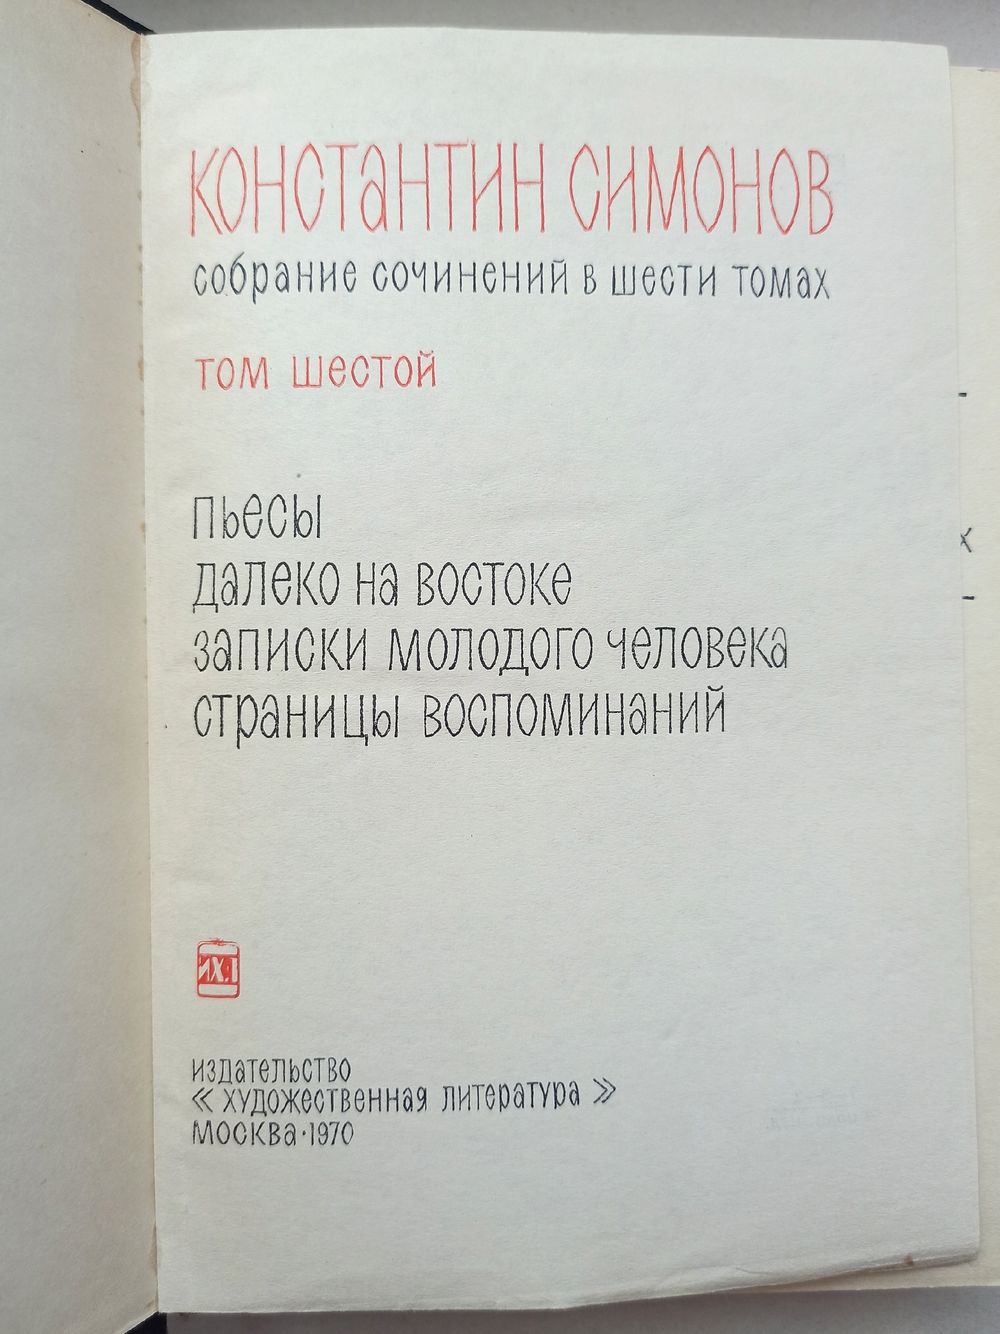 КОНСТАНТИН СИМОНОВ
СОБРАНИЕ СОЧИНЕНИЙ В ШЕСТИ ТОМАХ
ТОМ ШЕСТОЙ
ПЬЕСЫ
ДАЛЕКО НА ВОСТОКЕ
ЗАПИСКИ МОЛОДОГО ЧЕЛОВЕКА
СТРАНИЦЫ ВОСПОМИНАНИЙ
ИХЛ
ИЗДАТЕЛЬСТВО
« ХУДОЖЕСТВЕННАЯ ЛИТЕРАТУРА »
МОСКВА·1970